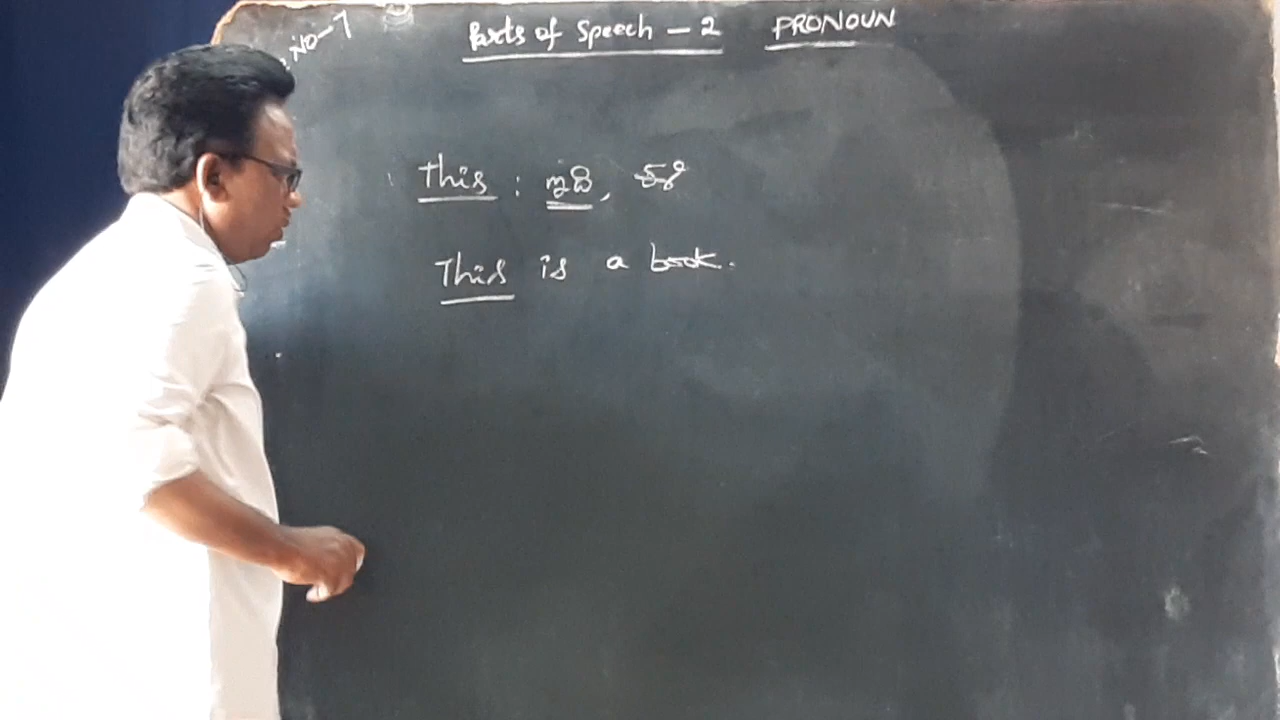 NO-7
Parts of Speech - 2 PRONOUN
This : ఇది, ఈ
This is a book.